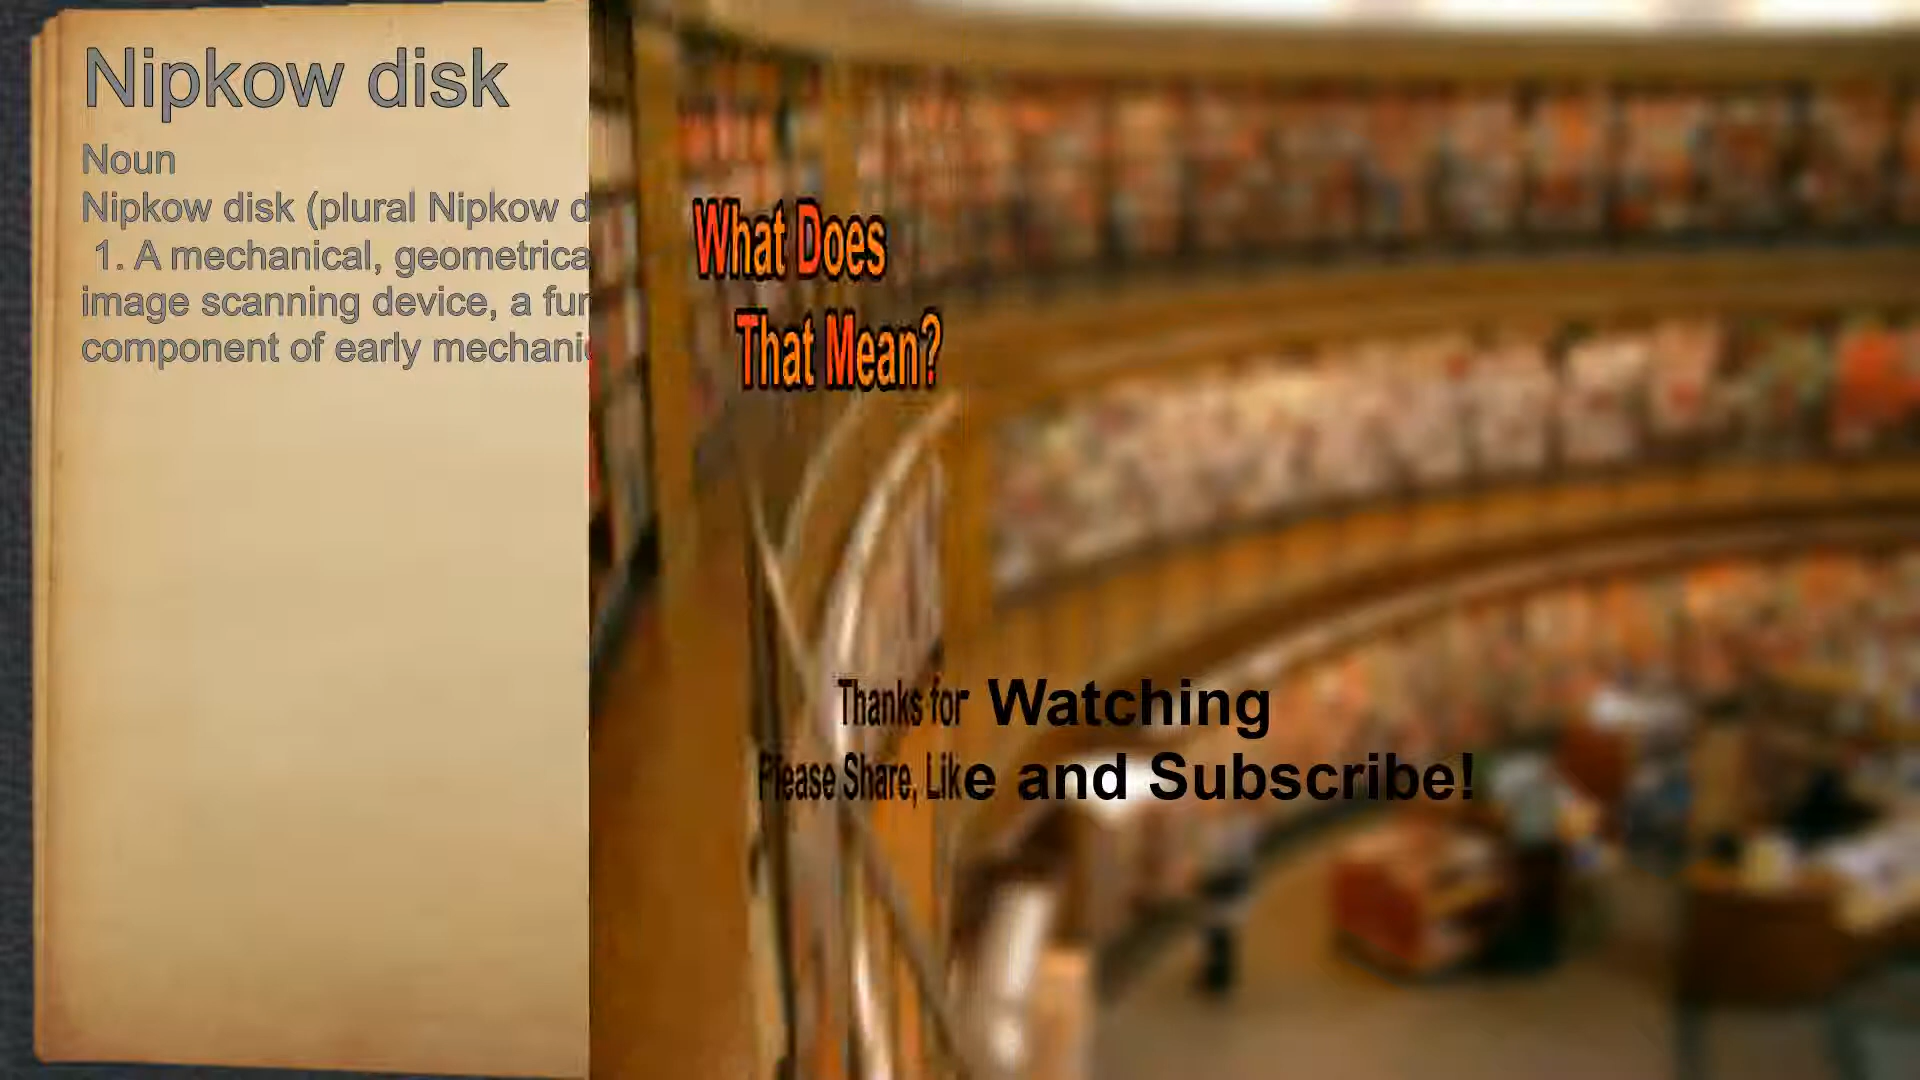 Nipkow disk
Noun
Nipkow disk (plural Nipkow d
1. A mechanical, geometrica
image scanning device, a fun
component of early mechanic
What Does
That Mean?
Thanks for Watching
Please Share, Like and Subscribe!